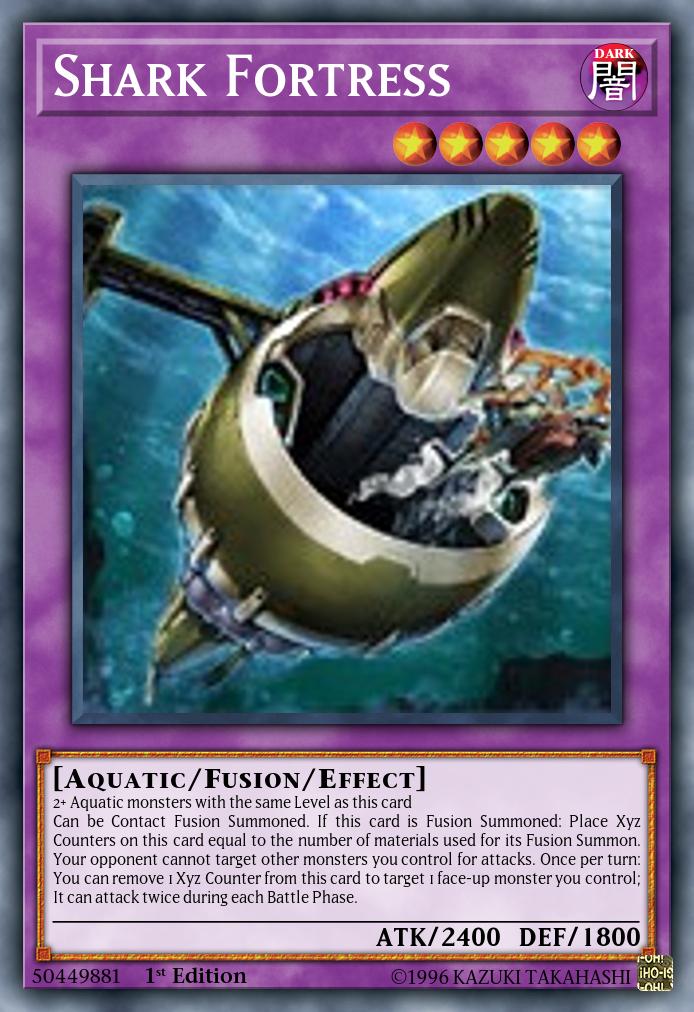 Shark Fortress
DARK
闇
[Aquatic/Fusion/Effect]
2+ Aquatic monsters with the same Level as this card
Can be Contact Fusion Summoned. If this card is Fusion Summoned: Place Xyz
Counters on this card equal to the number of materials used for its Fusion Summon.
Your opponent cannot target other monsters you control for attacks. Once per turn:
You can remove 1 Xyz Counter from this card to target 1 face-up monster you control;
It can attack twice during each Battle Phase.
ATK/2400 DEF/1800
50449881 1st Edition ©1996 KAZUKI TAKAHASHI